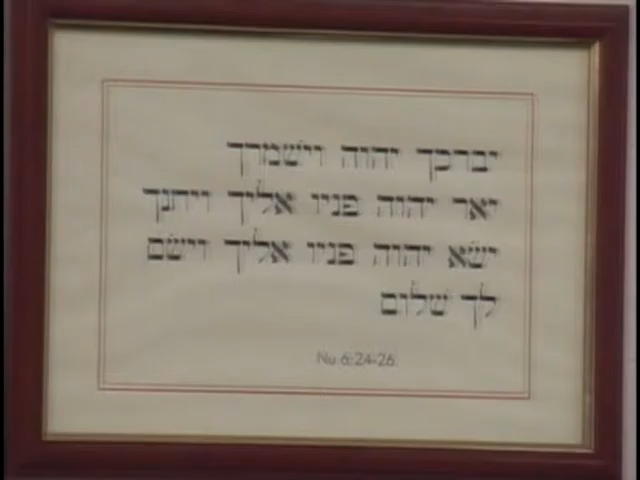 יברכך יהוה וישמרך
יאר יהוה פניו אליך ויחנך
ישא יהוה פניו אליך וישם
לך שלום
Nu 6:24-26